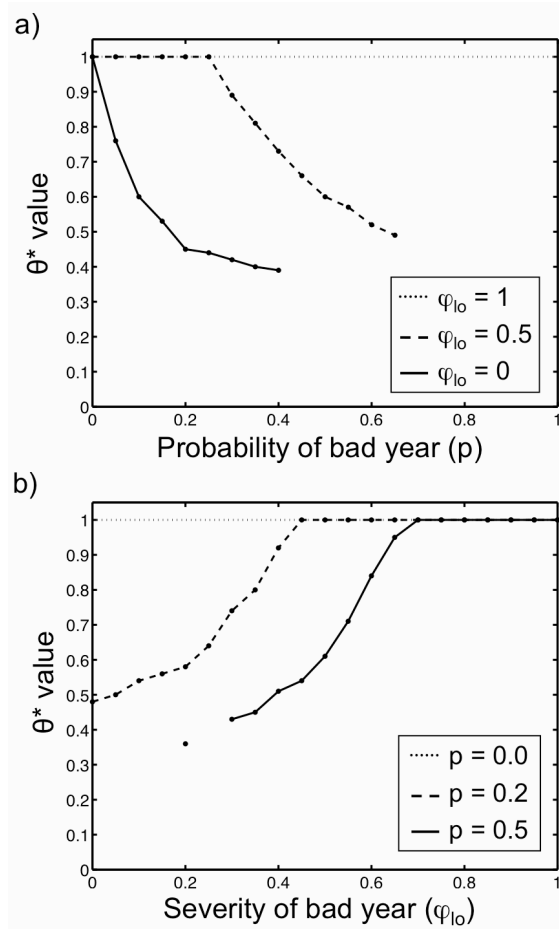 a)
1
0.9
0.8
0.7
0.6
0.5
0.4
0.3
0.2
0.1
0
θ* value
0 0.2 0.4 0.6 0.8 1
Probability of bad year (p)
φlo = 1
φlo = 0.5
φlo = 0
b)
1
0.9
0.8
0.7
0.6
0.5
0.4
0.3
0.2
0.1
0
θ* value
0 0.2 0.4 0.6 0.8 1
Severity of bad year (φlo)
p = 0.0
p = 0.2
p = 0.5